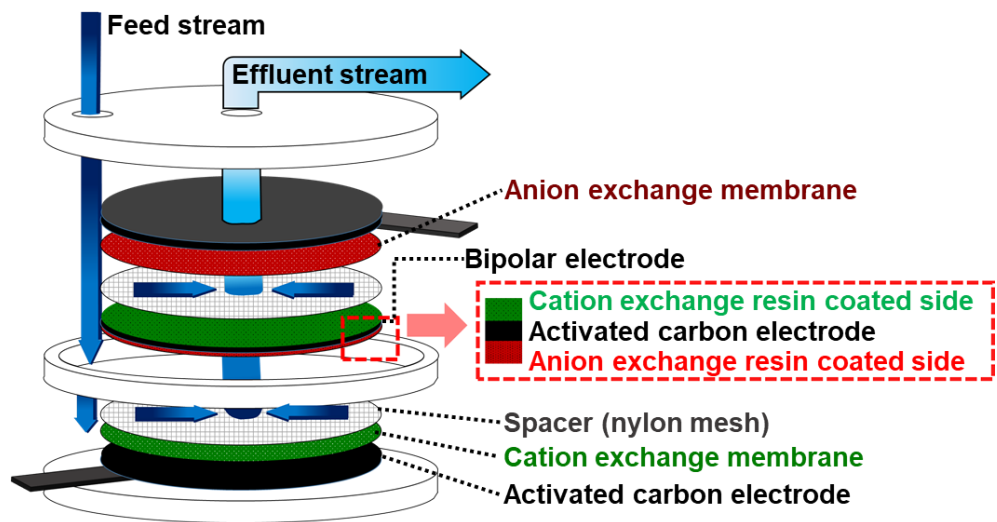 Feed stream
Effluent stream
Anion exchange membrane
Bipolar electrode
Cation exchange resin coated side
Activated carbon electrode
Anion exchange resin coated side
Spacer (nylon mesh)
Cation exchange membrane
Activated carbon electrode